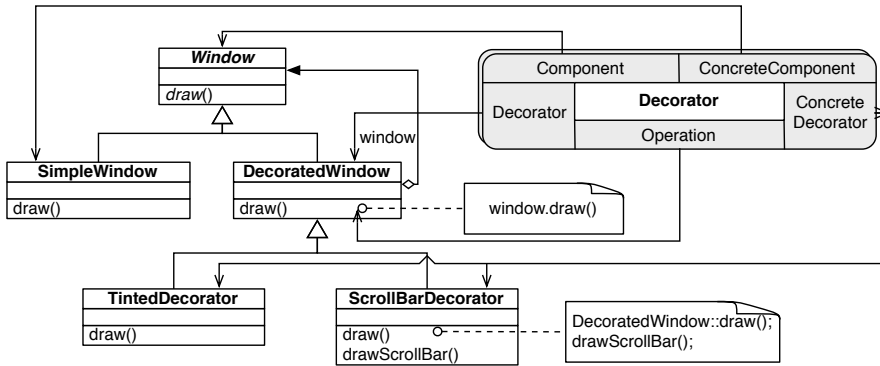 Window
draw()
Component
ConcreteComponent
Decorator
Decorator
Concrete
Decorator
Operation
window
SimpleWindow
draw()
DecoratedWindow
draw()
window.draw()
TintedDecorator
draw()
ScrollBarDecorator
draw()
drawScrollBar()
DecoratedWindow::draw();
drawScrollBar();